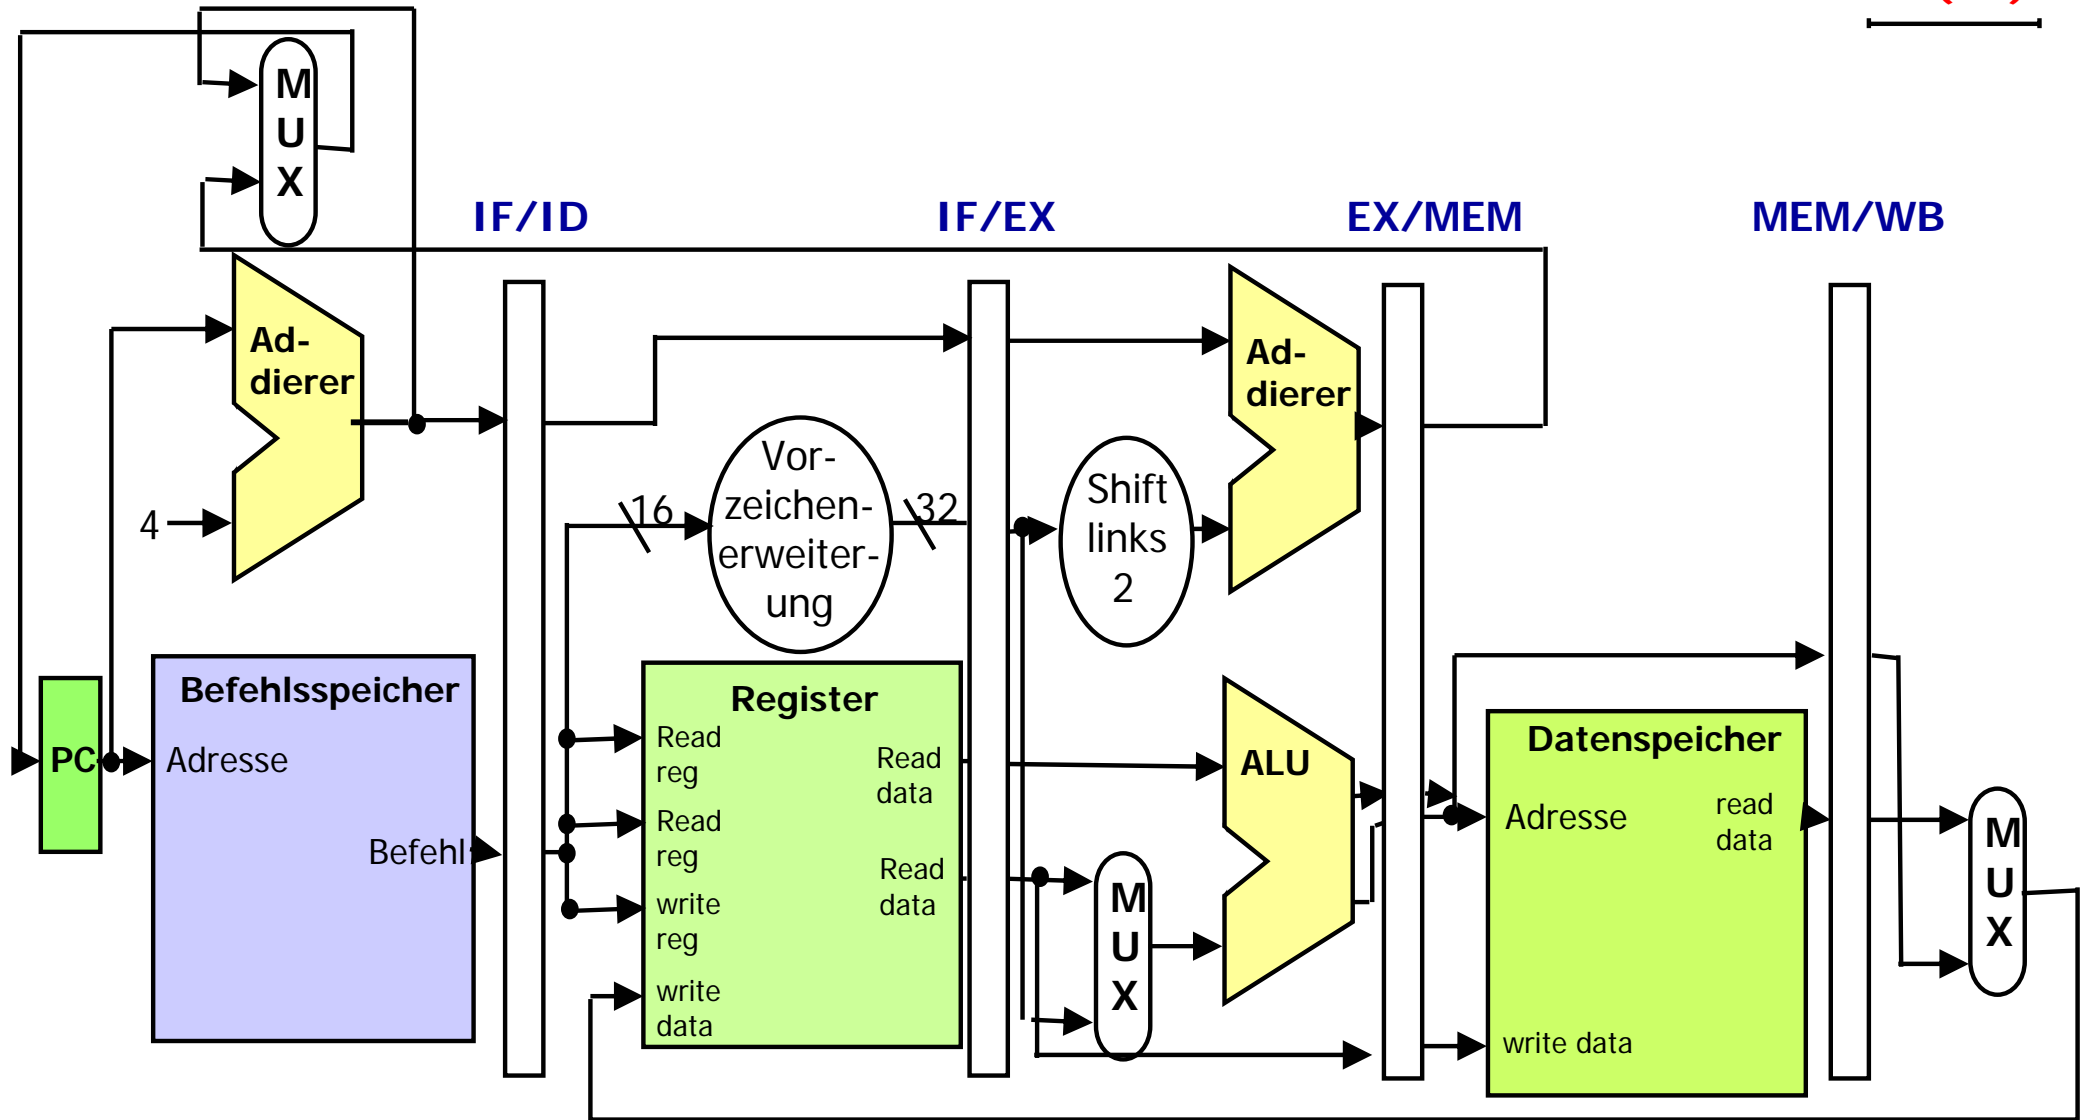 M
U
X
IF/ID
IF/EX
EX/MEM
MEM/WB
Ad-
dierer
4
16
Vor-
zeichen-
erweiter-
ung
32
Shift
links
2
Ad-
dierer
PC
Befehlsspeicher
Adresse
Befehl
Register
Read
reg
Read
reg
write
reg
write
data
Read
data
Read
data
M
U
X
ALU
Datenspeicher
Adresse
read
data
write data
M
U
X